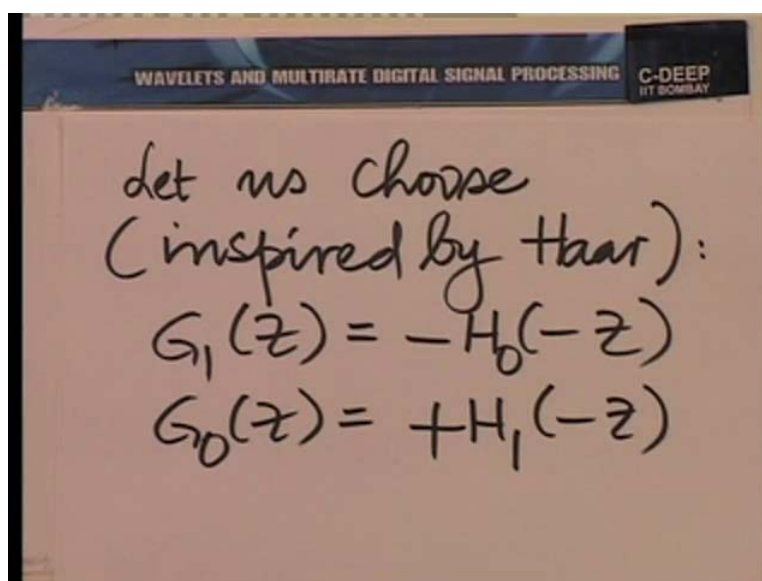 WAVELETS AND MULTIRATE DIGITAL SIGNAL PROCESSING
C-DEEP
IIT BOMBAY
Let us choose
(inspired by Haar):
G₁(Z) = -H₀(-Z)
G₀(Z) = +H₁(-Z)